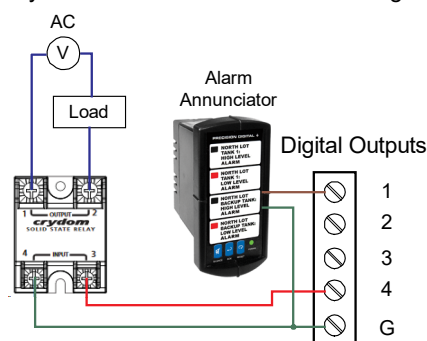 AC
V
Load
Alarm
Annunciator
Digital Outputs
PRECISION DIGITAL
NORTH LOT
TANK 1:
HIGH LEVEL
ALARM
NORTH LOT
TANK 1:
LOW LEVEL
ALARM
NORTH LOT
BACKUP TANK:
HIGH LEVEL
ALARM
NORTH LOT
BACKUP TANK:
LOW LEVEL
ALARM
1 OUTPUT 2
crydom
SOLID STATE RELAY
4 INPUT 3
1
2
3
4
G